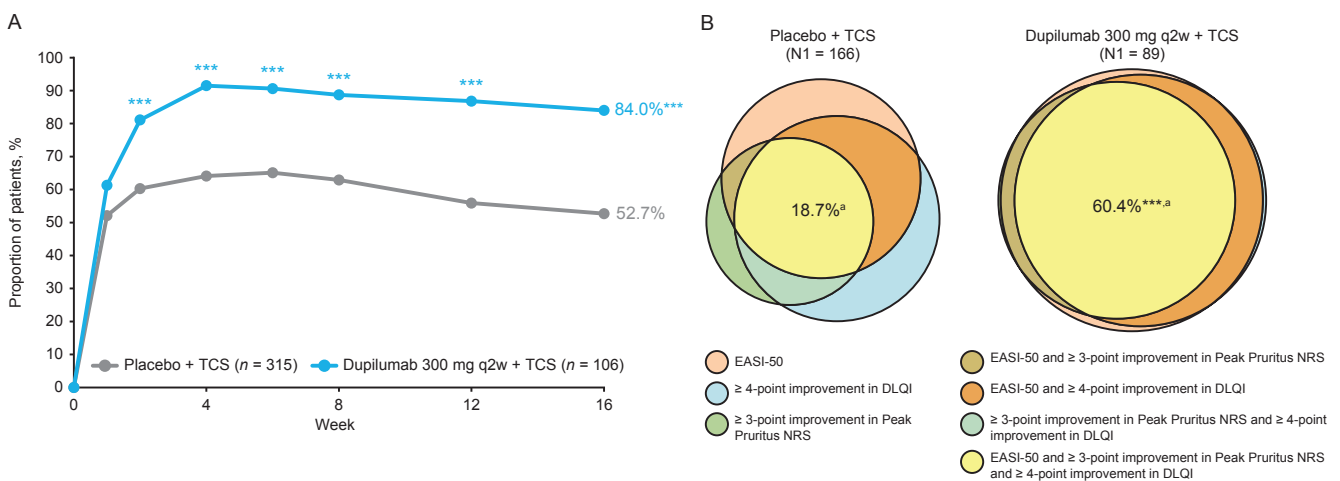 A
100
90
80
70
60
50
40
30
20
10
0
Proportion of patients, %
***
***
***
***
***
84.0%***
52.7%
Placebo + TCS (n = 315)
Dupilumab 300 mg q2w + TCS (n = 106)
0
4
8
12
16
Week
B
Placebo + TCS
(N1 = 166)
18.7%ᵃ
Dupilumab 300 mg q2w + TCS
(N1 = 89)
60.4%***,ᵃ
EASI-50
≥ 4-point improvement in DLQI
≥ 3-point improvement in Peak
Pruritus NRS
EASI-50 and ≥ 3-point improvement in Peak Pruritus NRS
EASI-50 and ≥ 4-point improvement in DLQI
≥ 3-point improvement in Peak Pruritus NRS and ≥ 4-point
improvement in DLQI
EASI-50 and ≥ 3-point improvement in Peak Pruritus NRS
and ≥ 4-point improvement in DLQI